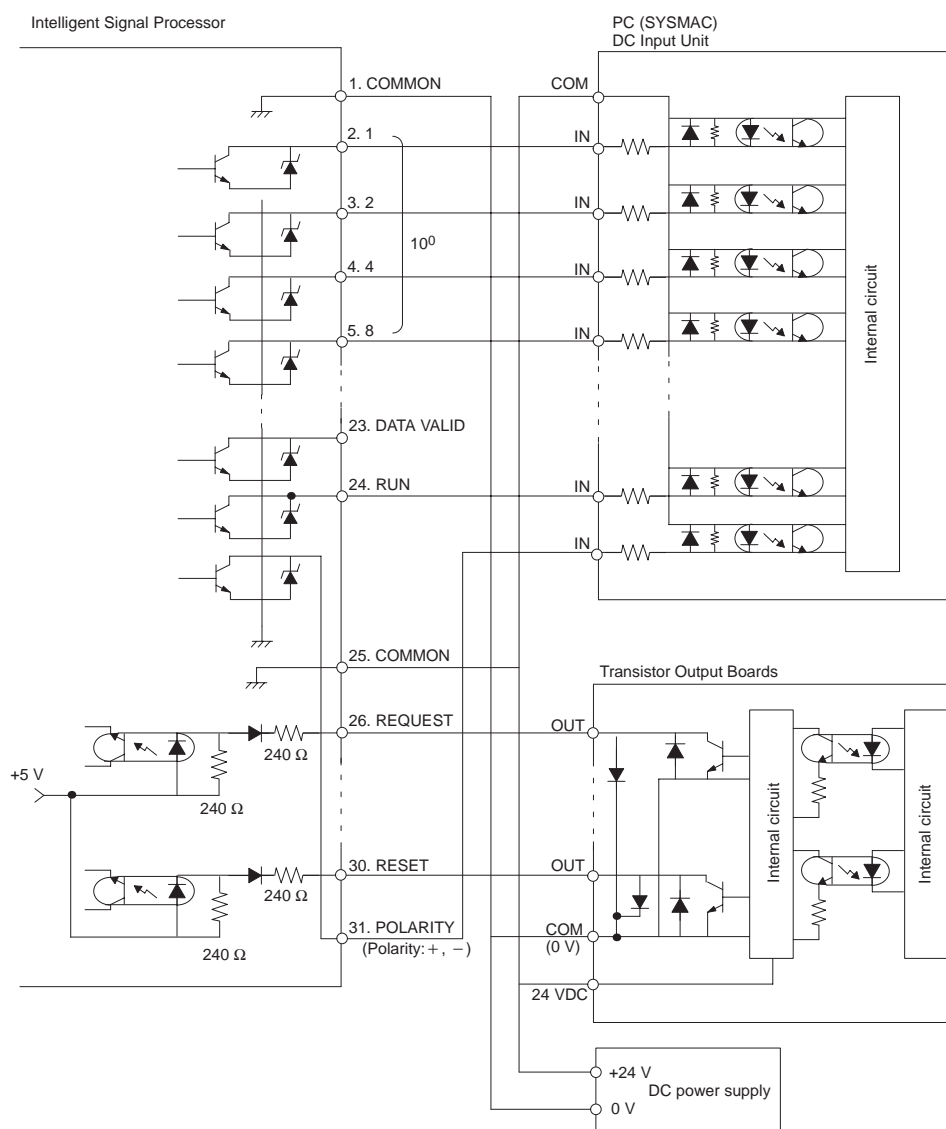 Intelligent Signal Processor
PC (SYSMAC)
DC Input Unit
1. COMMON
COM
2. 1
IN
3. 2
IN
10⁰
4. 4
IN
5. 8
IN
Internal circuit
23. DATA VALID
24. RUN
IN
IN
25. COMMON
Transistor Output Boards
26. REQUEST
OUT
240 Ω
+5 V
240 Ω
Internal circuit
Internal circuit
30. RESET
OUT
240 Ω
31. POLARITY
(Polarity: +, −)
COM
(0 V)
240 Ω
24 VDC
+24 V
DC power supply
0 V